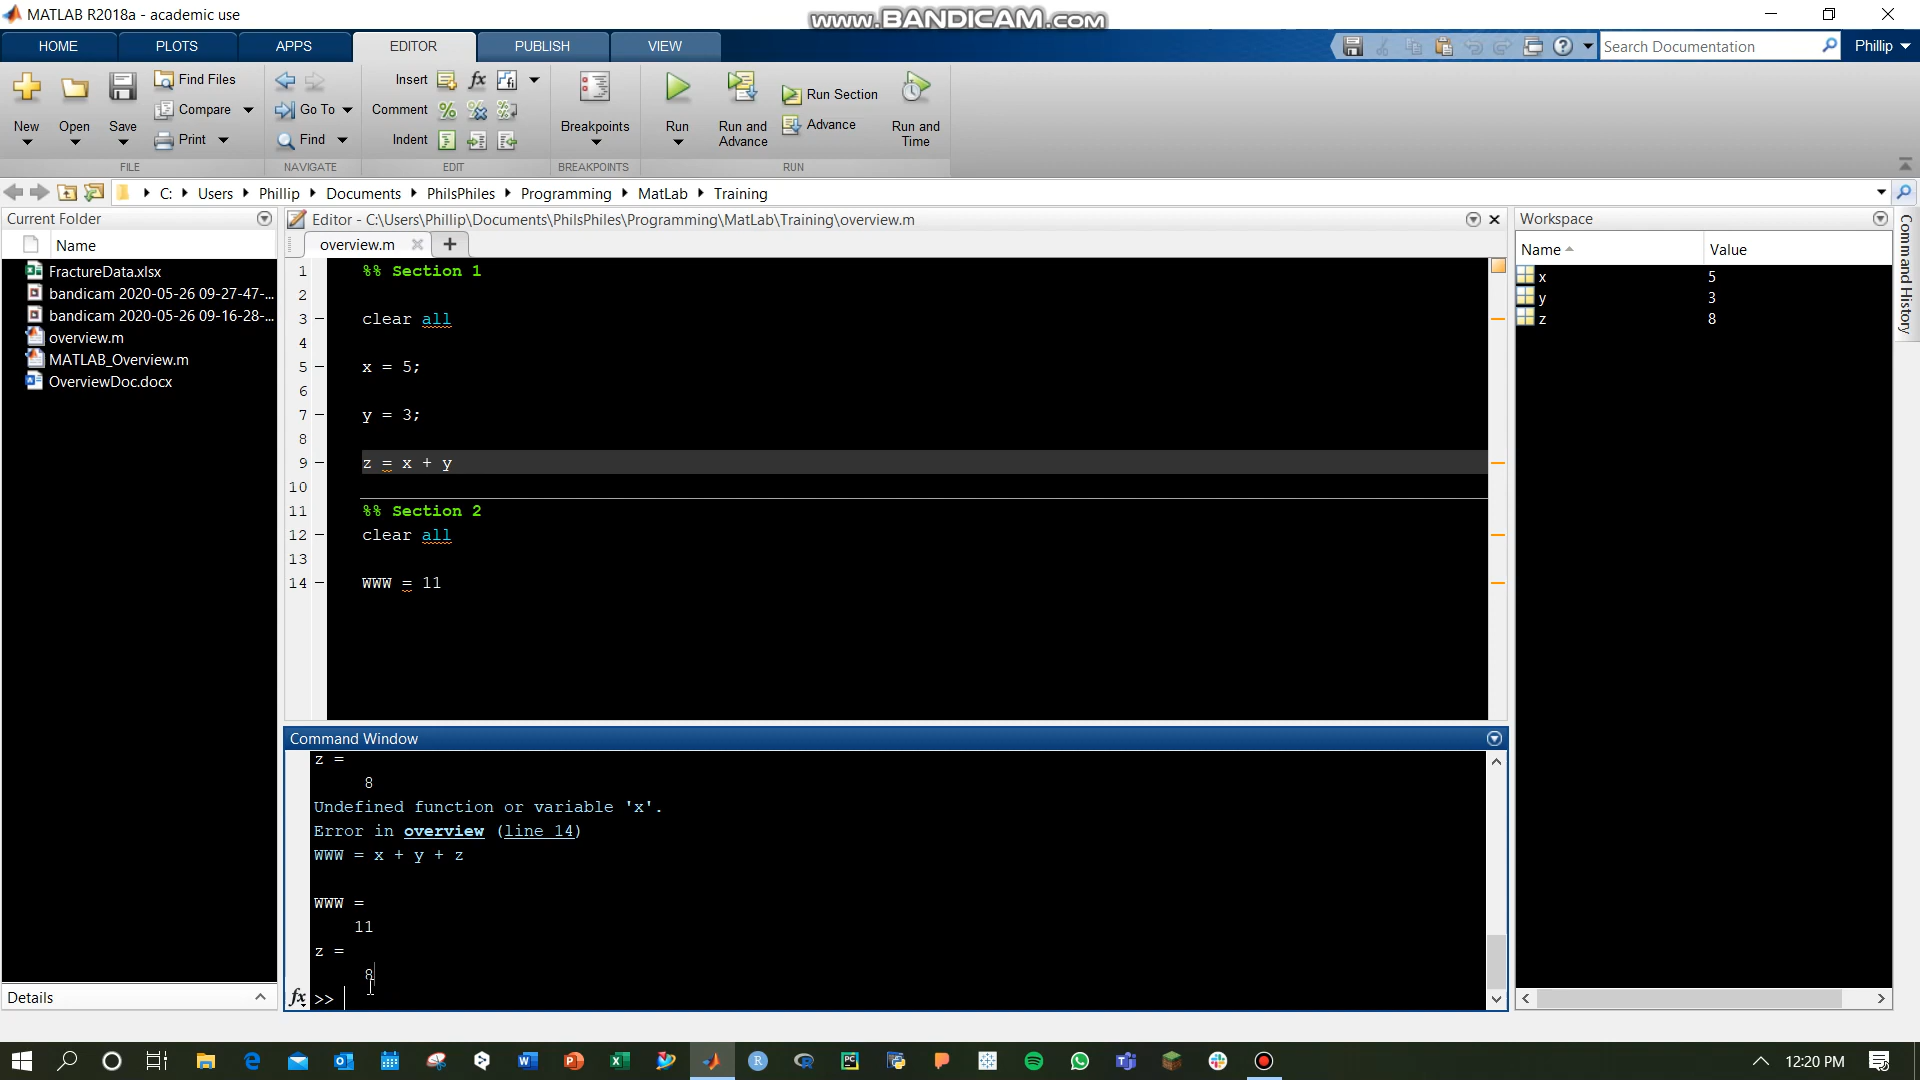 MATLAB R2018a - academic use
www.BANDICAM.com
HOME
PLOTS
APPS
EDITOR
PUBLISH
VIEW
Search Documentation
Phillip
New
Open
Save
Find Files
Compare
Print
FILE
Go To
Find
NAVIGATE
Insert
Comment
Indent
EDIT
Breakpoints
BREAKPOINTS
Run
Run and Advance
Run Section
Advance
Run and Time
RUN
C: Users Phillip Documents PhilsPhiles Programming MatLab Training
Current Folder
Name
FractureData.xlsx
bandicam 2020-05-26 09-27-47-...
bandicam 2020-05-26 09-16-28-...
overview.m
MATLAB_Overview.m
OverviewDoc.docx
Details
Editor - C:\Users\Phillip\Documents\PhilsPhiles\Programming\MatLab\Training\overview.m
overview.m
1 %% Section 1
2
3 clear all
4
5 x = 5;
6
7 y = 3;
8
9 z = x + y
10
11 %% Section 2
12 clear all
13
14 WWW = 11
Command Window
z =
8
Undefined function or variable 'x'.
Error in overview (line 14)
WWW = x + y + z
WWW =
11
z =
8
fx >>
Workspace
Name Value
x 5
y 3
z 8
Command History
12:20 PM